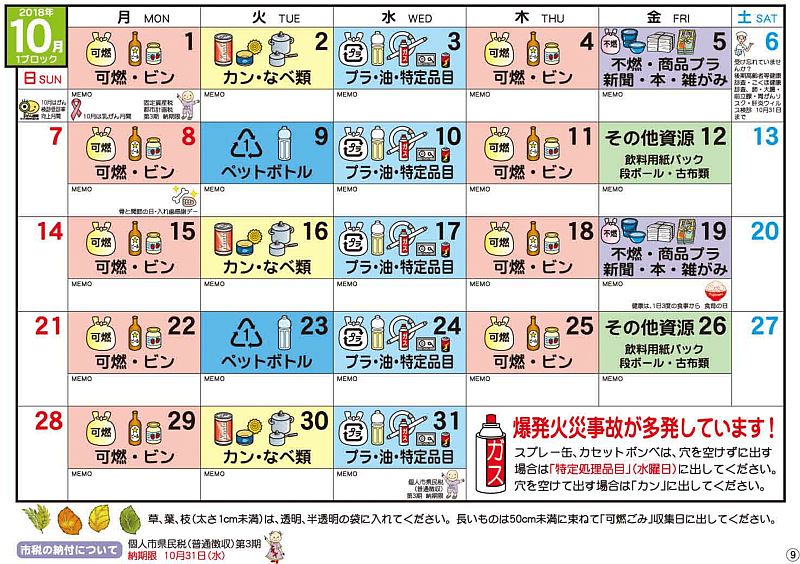 2018年
10月
1ブロック
月 MON
火 TUE
水 WED
木 THU
金 FRI
土 SAT
日 SUN
1
可燃
可燃・ビン
MEMO
10月は乳がん月間
固定資産税
都市計画税
第3期 納期限
2
カン・なべ類
MEMO
3
プラ
プラ・油・特定品目
MEMO
4
可燃
可燃・ビン
MEMO
5
不燃
不燃・商品プラ
新聞・本・雑がみ
MEMO
6
受け忘れていませんか?
後期高齢者等健康
診査・こくほ健康
診査、肺・大腸・
前立腺・胃がんリ
スク・肝炎ウイル
ス検診 10月31日
まで
10月はがん
検診受診率
向上月間
7
8
可燃
可燃・ビン
MEMO
骨と関節の日・入れ歯感謝デー
9
1
ペットボトル
MEMO
10
プラ
プラ・油・特定品目
MEMO
11
可燃
可燃・ビン
MEMO
その他資源 12
飲料用紙パック
段ボール・古布類
MEMO
13
14
15
可燃
可燃・ビン
MEMO
16
カン・なべ類
MEMO
17
プラ
ガス
プラ・油・特定品目
MEMO
18
可燃
可燃・ビン
MEMO
19
不燃
不燃・商品プラ
新聞・本・雑がみ
MEMO
健康は、1日3度の食事から 食育の日
20
21
22
可燃
可燃・ビン
MEMO
23
1
ペットボトル
MEMO
24
プラ
プラ・油・特定品目
MEMO
25
可燃
可燃・ビン
MEMO
その他資源 26
飲料用紙パック
段ボール・古布類
MEMO
27
28
29
可燃
可燃・ビン
MEMO
30
カン・なべ類
MEMO
31
プラ
プラ・油・特定品目
MEMO
個人市県民税
(普通徴収)
第3期 納期限
ガス
爆発火災事故が多発しています!
スプレー缶、カセットボンベは、穴を空けずに出す
場合は「特定処理品目」(水曜日)に出してください。
穴を空けて出す場合は「カン」に出してください。
草、葉、枝(太さ1cm未満)は、透明、半透明の袋に入れてください。長いものは50cm未満に束ねて「可燃ごみ」収集日に出してください。
市税の納付について
個人市県民税(普通徴収)第3期
納期限 10月31日(水)
9